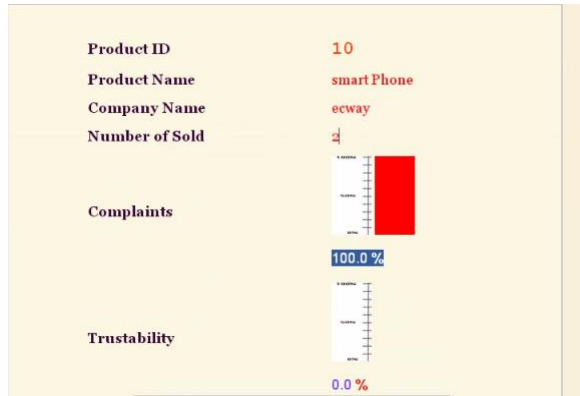 Product ID 10
Product Name smart Phone
Company Name ecway
Number of Sold 2
Complaints
100.0 %
Trustability
0.0 %